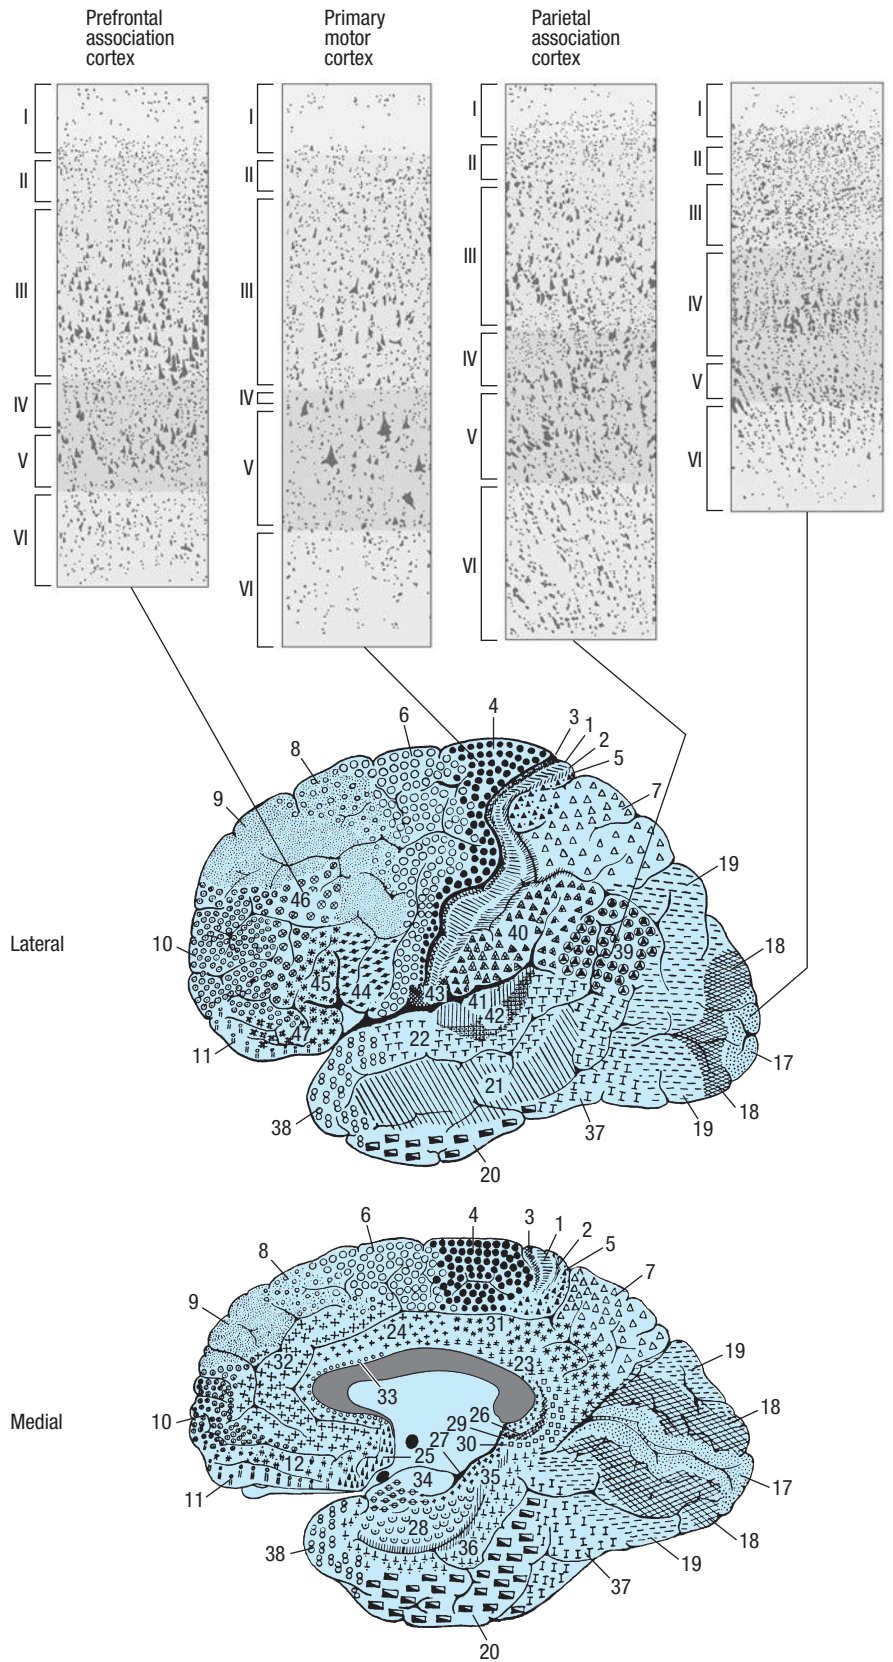 Prefrontal
association
cortex
Primary
motor
cortex
Parietal
association
cortex
I
II
III
IV
V
VI
I
II
III
IV
V
VI
I
II
III
IV
V
VI
I
II
III
IV
V
VI
Lateral
4
6
3
1
2
5
8
9
7
19
46
40
39
18
10
45
44
43
41
42
47
22
11
17
21
38
37
19
18
20
Medial
6
4
3
1
2
5
8
7
9
31
24
32
23
19
33
18
10
26
29
27
30
25
12
34
35
17
11
28
36
18
38
19
37
20